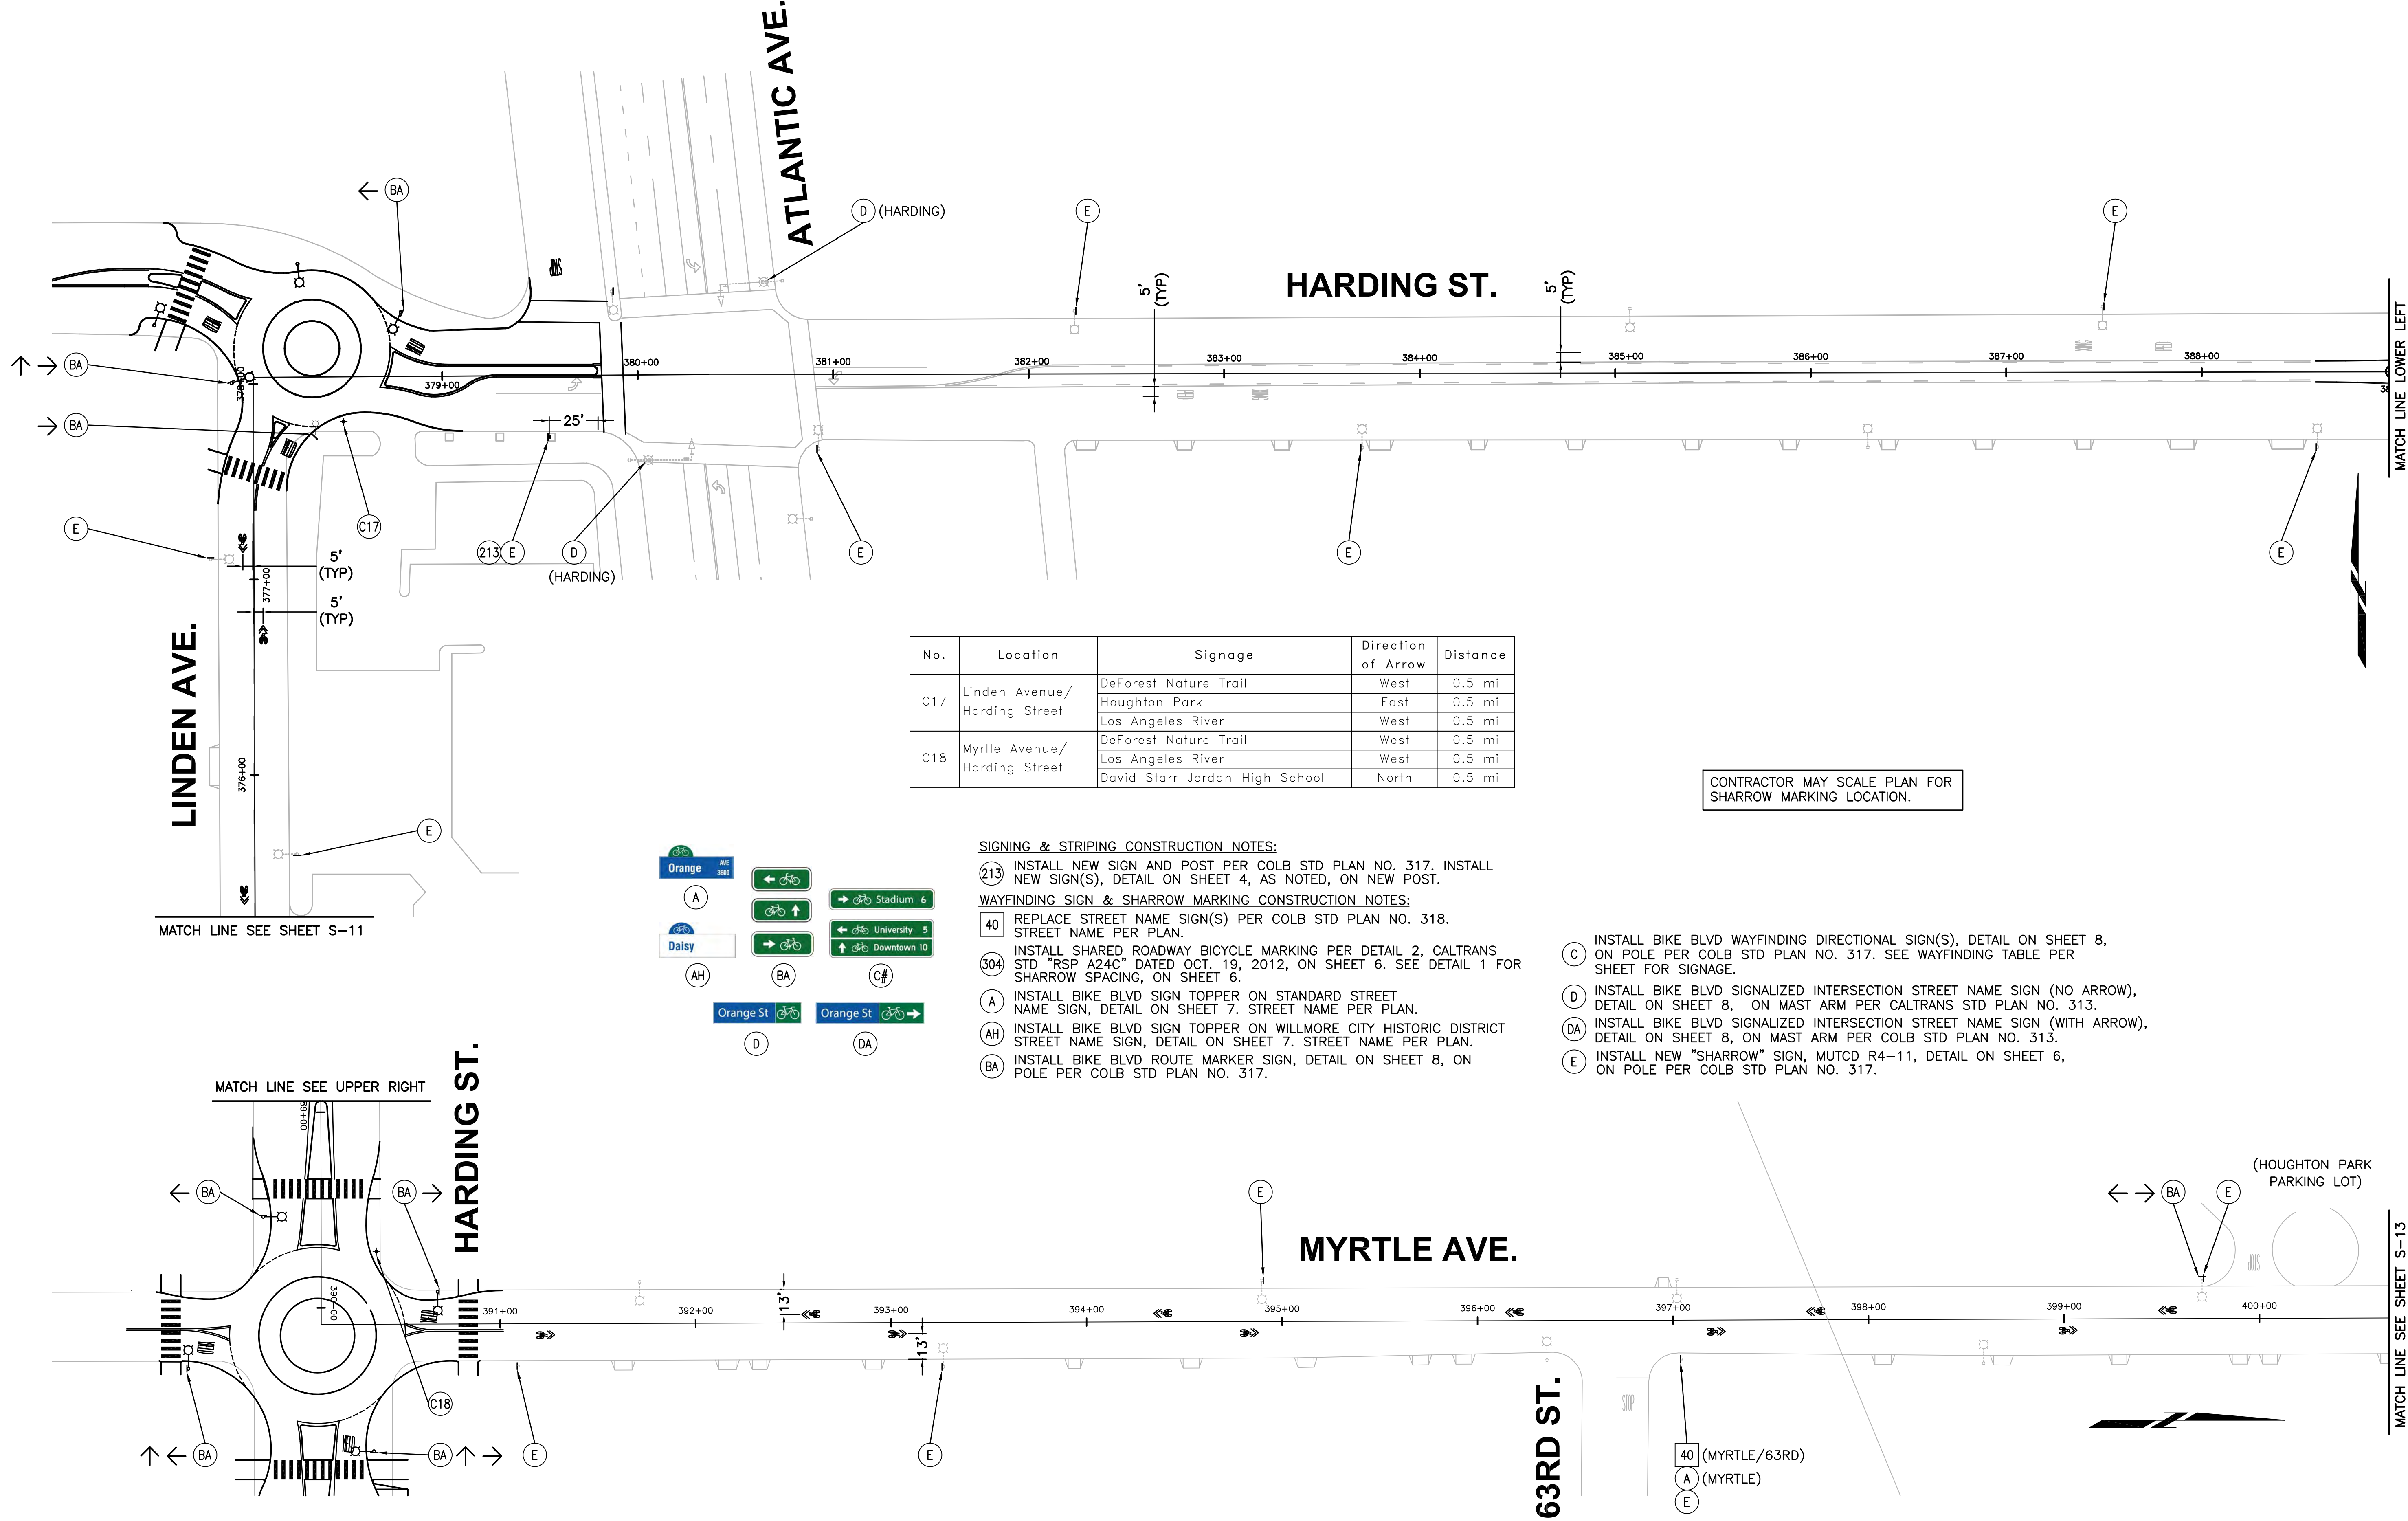 ATLANTIC AVE.
BA
D (HARDING)
E
E
5'
(TYP)
HARDING ST.
5'
(TYP)
STOP
MATCH LINE LOWER LEFT
BA
378+00
379+00
380+00
381+00
382+00
383+00
384+00
385+00
386+00
387+00
388+00
38
BA
25'
E
C17
213 E
D
(HARDING)
E
E
E
5'
(TYP)
377+00
5'
(TYP)
LINDEN AVE.
376+00
E
MATCH LINE SEE SHEET S-11
No. Location Signage Direction of Arrow Distance
C17 Linden Avenue/ Harding Street
DeForest Nature Trail West 0.5 mi
Houghton Park East 0.5 mi
Los Angeles River West 0.5 mi
C18 Myrtle Avenue/ Harding Street
DeForest Nature Trail West 0.5 mi
Los Angeles River West 0.5 mi
David Starr Jordan High School North 0.5 mi
CONTRACTOR MAY SCALE PLAN FOR
SHARROW MARKING LOCATION.
Orange AVE 3600
A
Daisy
AH
BA
Stadium 6
University 5
Downtown 10
C#
Orange St
D
Orange St
DA
SIGNING & STRIPING CONSTRUCTION NOTES:
213 INSTALL NEW SIGN AND POST PER COLB STD PLAN NO. 317. INSTALL
NEW SIGN(S), DETAIL ON SHEET 4, AS NOTED, ON NEW POST.
WAYFINDING SIGN & SHARROW MARKING CONSTRUCTION NOTES:
40 REPLACE STREET NAME SIGN(S) PER COLB STD PLAN NO. 318.
STREET NAME PER PLAN.
304 INSTALL SHARED ROADWAY BICYCLE MARKING PER DETAIL 2, CALTRANS
STD "RSP A24C" DATED OCT. 19, 2012, ON SHEET 6. SEE DETAIL 1 FOR
SHARROW SPACING, ON SHEET 6.
A INSTALL BIKE BLVD SIGN TOPPER ON STANDARD STREET
NAME SIGN, DETAIL ON SHEET 7. STREET NAME PER PLAN.
AH INSTALL BIKE BLVD SIGN TOPPER ON WILLMORE CITY HISTORIC DISTRICT
STREET NAME SIGN, DETAIL ON SHEET 7. STREET NAME PER PLAN.
BA INSTALL BIKE BLVD ROUTE MARKER SIGN, DETAIL ON SHEET 8, ON
POLE PER COLB STD PLAN NO. 317.
C INSTALL BIKE BLVD WAYFINDING DIRECTIONAL SIGN(S), DETAIL ON SHEET 8,
ON POLE PER COLB STD PLAN NO. 317. SEE WAYFINDING TABLE PER
SHEET FOR SIGNAGE.
D INSTALL BIKE BLVD SIGNALIZED INTERSECTION STREET NAME SIGN (NO ARROW),
DETAIL ON SHEET 8, ON MAST ARM PER CALTRANS STD PLAN NO. 313.
DA INSTALL BIKE BLVD SIGNALIZED INTERSECTION STREET NAME SIGN (WITH ARROW),
DETAIL ON SHEET 8, ON MAST ARM PER COLB STD PLAN NO. 313.
E INSTALL NEW "SHARROW" SIGN, MUTCD R4-11, DETAIL ON SHEET 6,
ON POLE PER COLB STD PLAN NO. 317.
MATCH LINE SEE UPPER RIGHT
89+00
HARDING ST.
BA
BA
390+00
C18
BA
BA
E
E
E
MYRTLE AVE.
13'
13'
391+00
392+00
393+00
394+00
395+00
396+00
397+00
398+00
399+00
400+00
63RD ST.
STOP
40 (MYRTLE/63RD)
A (MYRTLE)
E
BA
E
(HOUGHTON PARK
PARKING LOT)
STOP
MATCH LINE SEE SHEET S-13